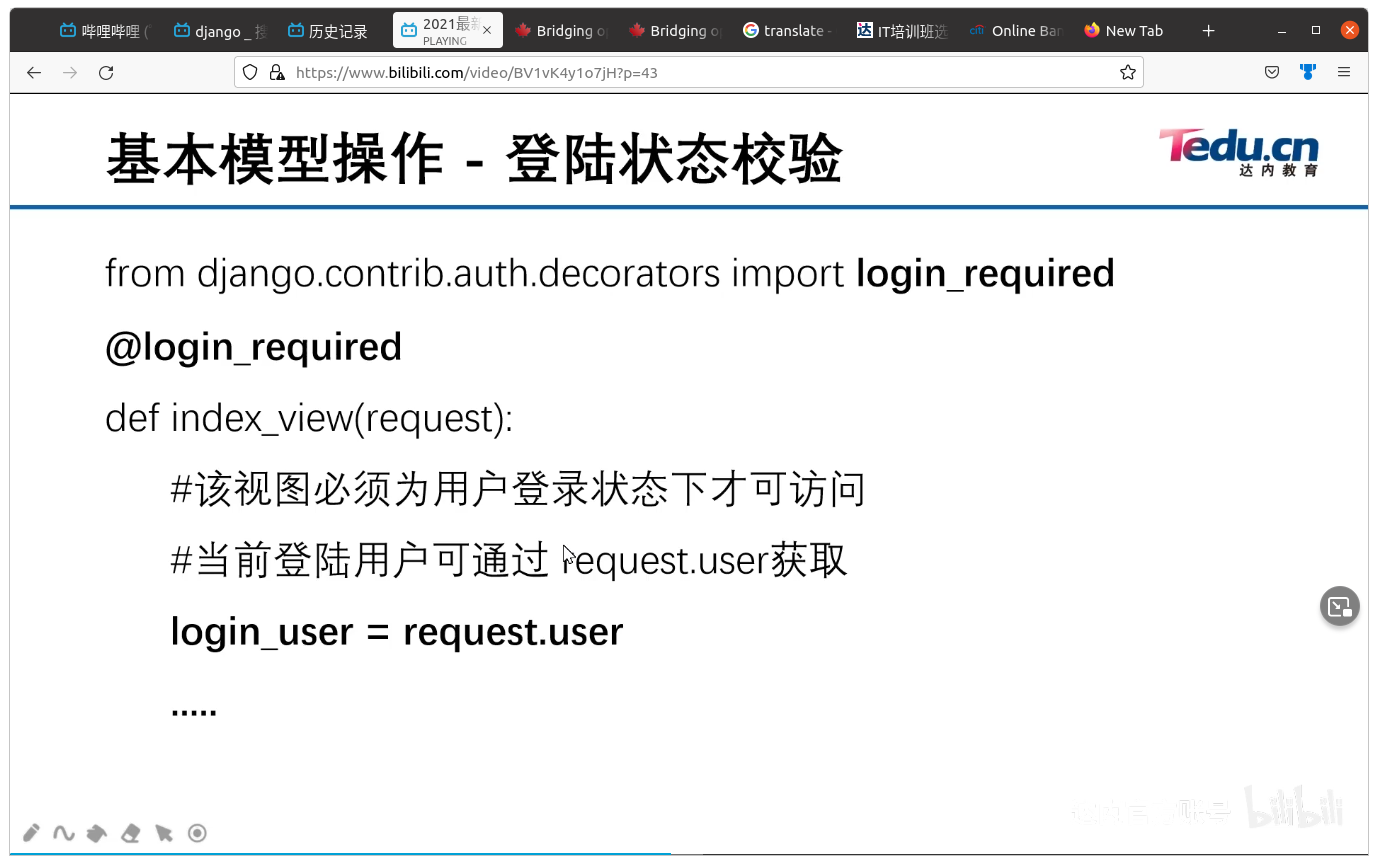 哔哩哔哩 (
django _ 搜
历史记录
2021最新
PLAYING
Bridging o
Bridging o
translate -
IT培训班选
citi Online Ban
New Tab
https://www.bilibili.com/video/BV1vK4y1o7jH?p=43
基本模型操作 - 登陆状态校验
Tedu.cn
达内教育
from django.contrib.auth.decorators import login_required
@login_required
def index_view(request):
#该视图必须为用户登录状态下才可访问
#当前登陆用户可通过 request.user获取
login_user = request.user
.....
bilibili